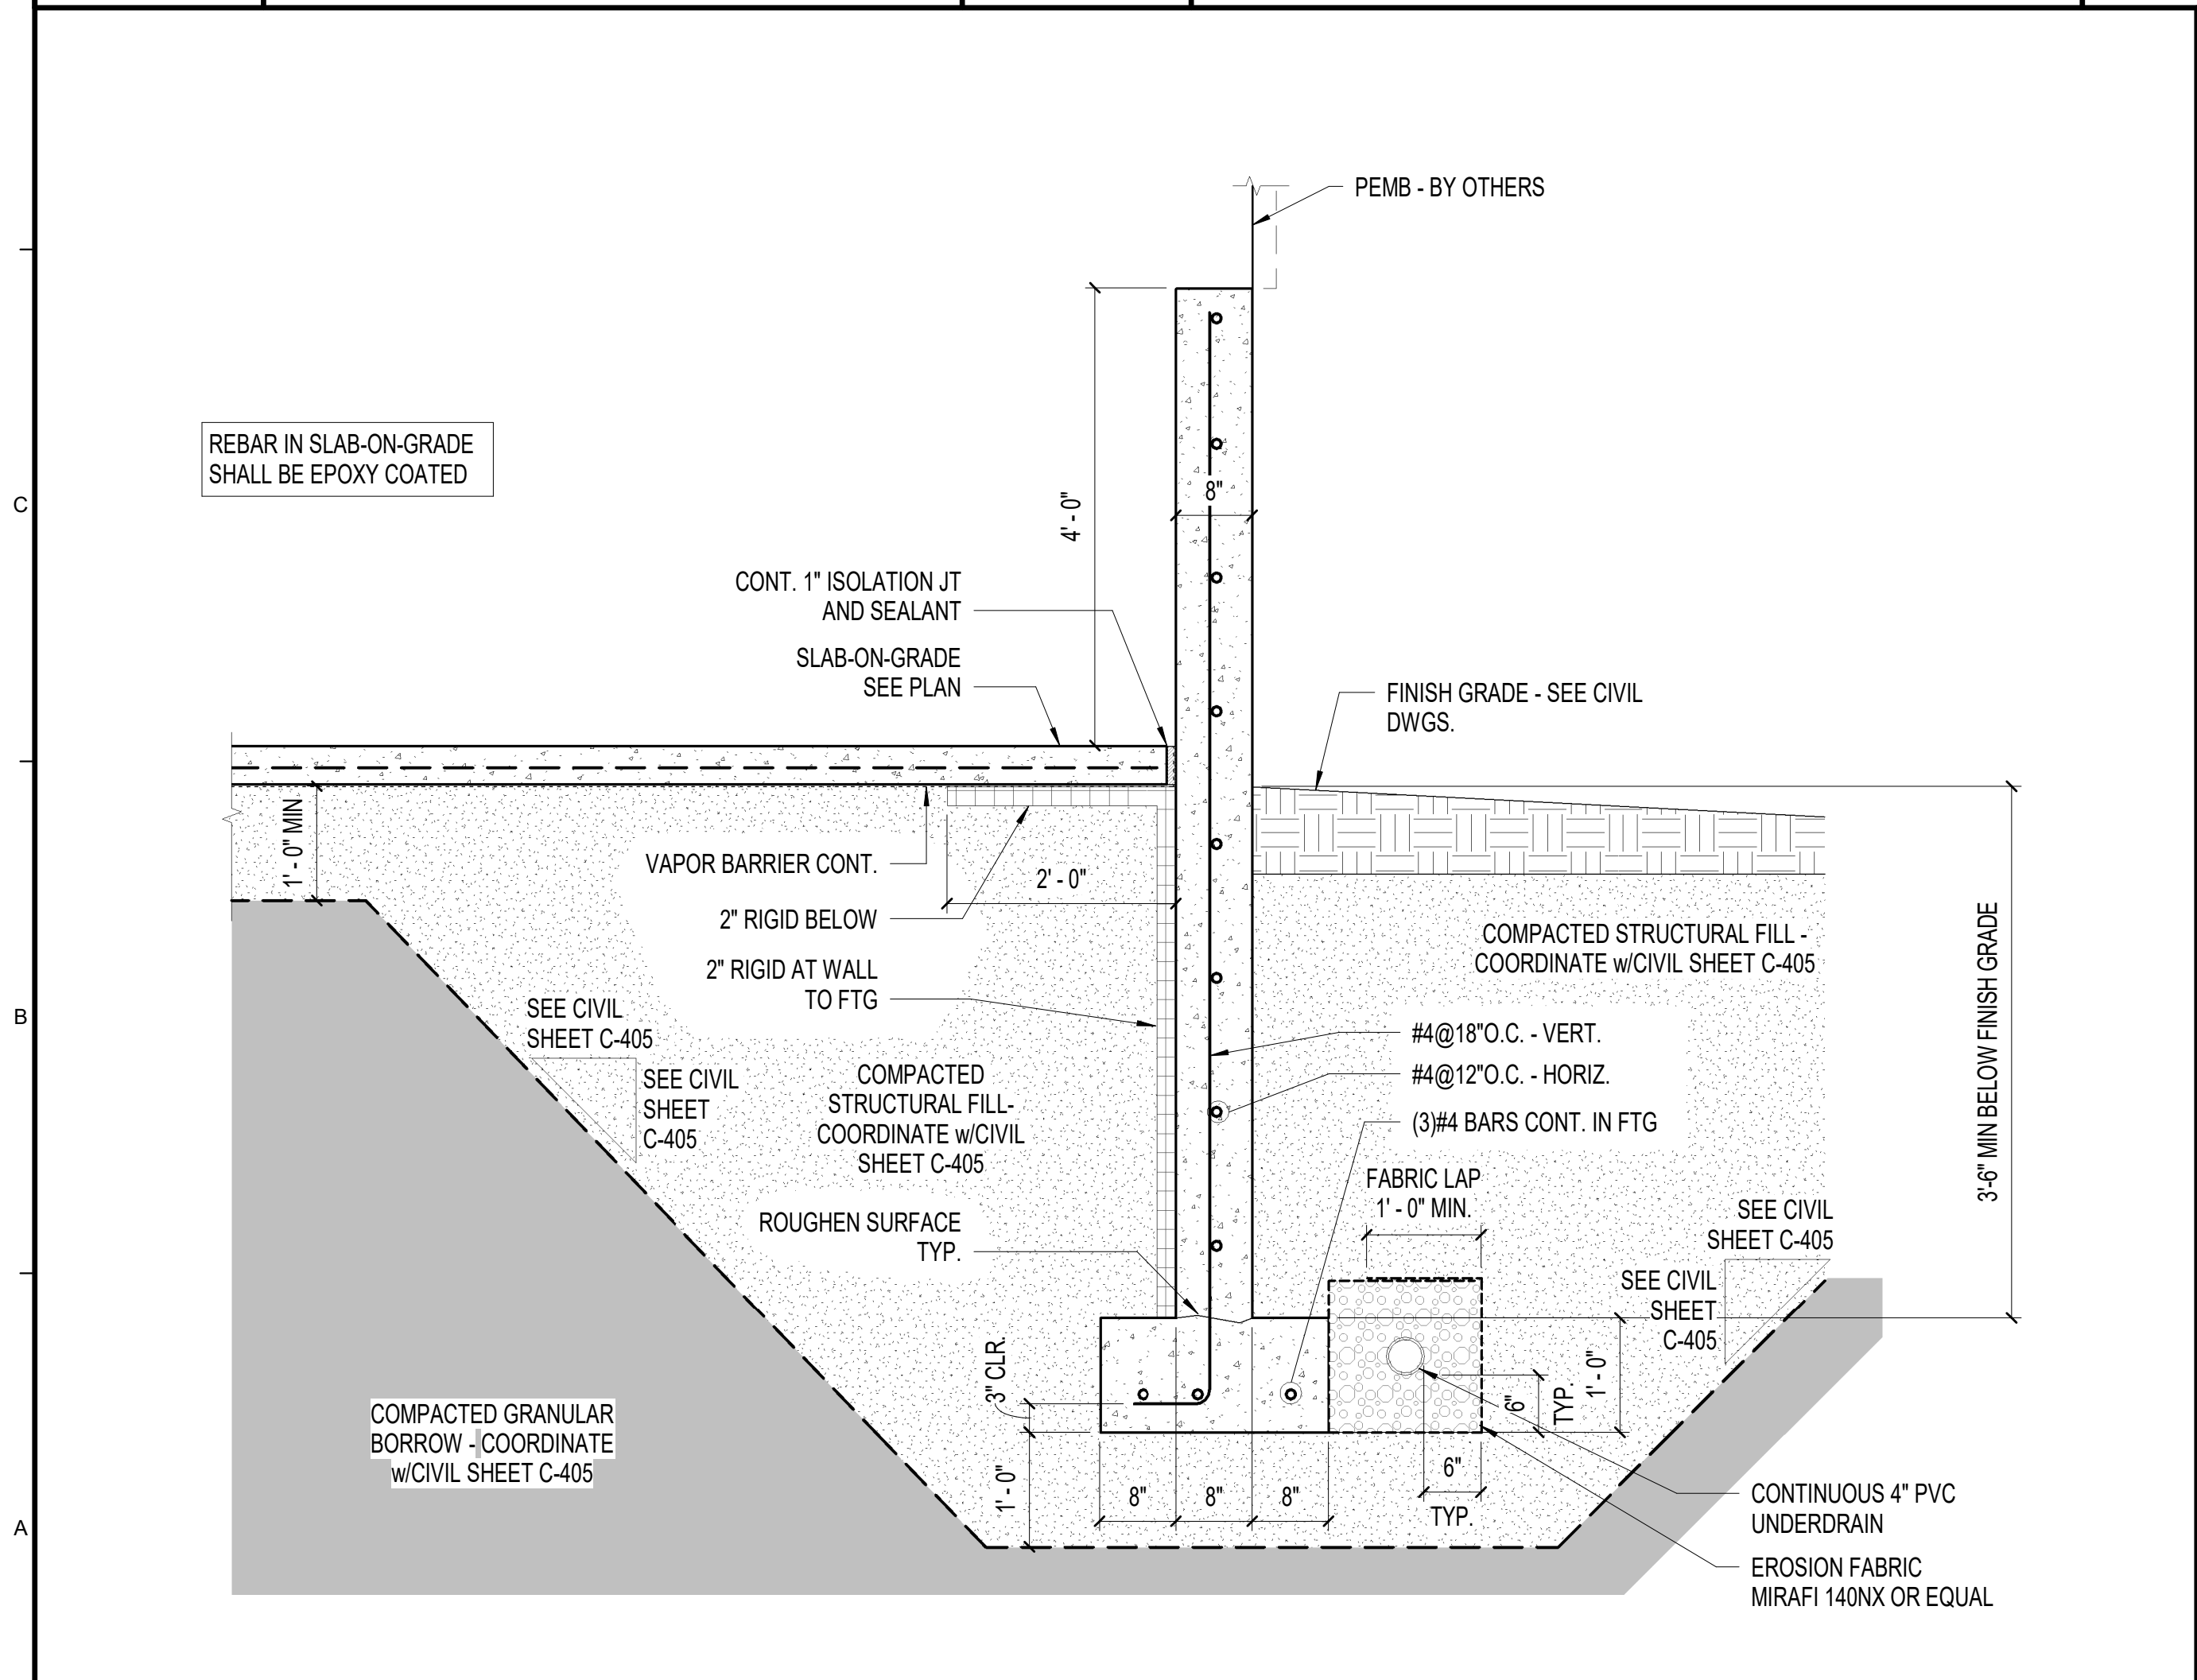 PEMB - BY OTHERS
REBAR IN SLAB-ON-GRADE
SHALL BE EPOXY COATED
C
8"
4' - 0"
CONT. 1" ISOLATION JT
AND SEALANT
SLAB-ON-GRADE
SEE PLAN
FINISH GRADE - SEE CIVIL
DWGS.
1' - 0" MIN
VAPOR BARRIER CONT.
2' - 0"
2" RIGID BELOW
2" RIGID AT WALL
TO FTG
COMPACTED STRUCTURAL FILL -
COORDINATE w/CIVIL SHEET C-405
3'-6" MIN BELOW FINISH GRADE
B
SEE CIVIL
SHEET C-405
SEE CIVIL
SHEET
C-405
COMPACTED
STRUCTURAL FILL-
COORDINATE w/CIVIL
SHEET C-405
#4@18"O.C. - VERT.
#4@12"O.C. - HORIZ.
(3)#4 BARS CONT. IN FTG
FABRIC LAP
1' - 0" MIN.
ROUGHEN SURFACE
TYP.
SEE CIVIL
SHEET C-405
SEE CIVIL
SHEET
C-405
3" CLR.
6"
TYP.
1' - 0"
COMPACTED GRANULAR
BORROW - COORDINATE
w/CIVIL SHEET C-405
1' - 0"
8"
8"
8"
6"
TYP.
A
CONTINUOUS 4" PVC
UNDERDRAIN
EROSION FABRIC
MIRAFI 140NX OR EQUAL